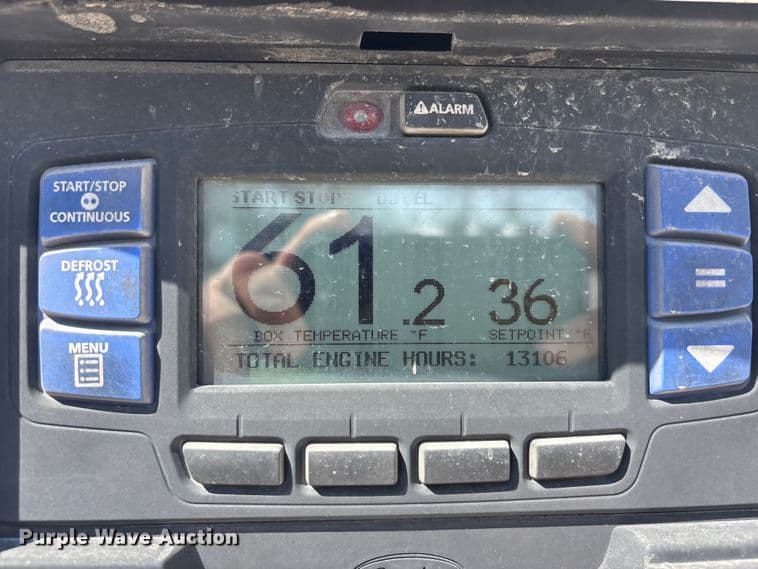 ALARM
START/STOP
CONTINUOUS
DEFROST
MENU
START STOP
61.2 36
BOX TEMPERATURE °F SETPOINT °F
TOTAL ENGINE HOURS: 13106
Purple Wave Auction